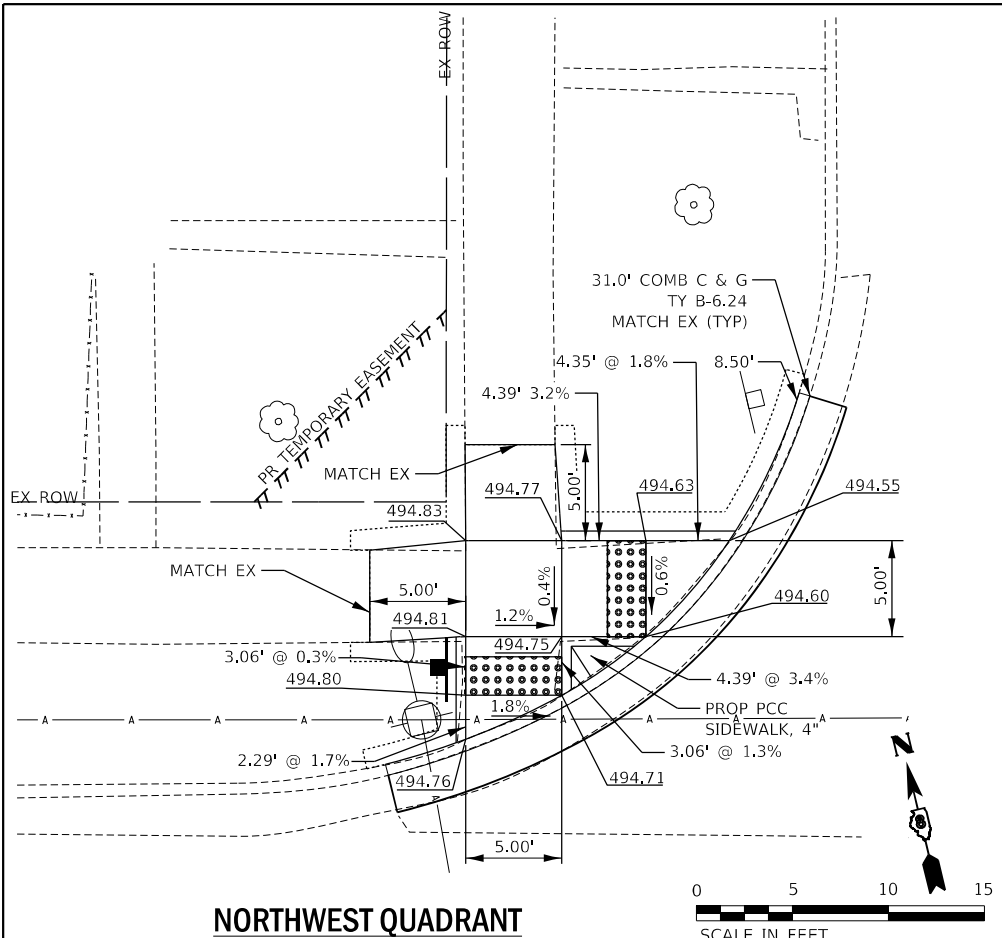 EX ROW
31.0' COMB C & G
TY B-6.24
MATCH EX (TYP)
4.35' @ 1.8%
8.50'
4.39' 3.2%
PR TEMPORARY EASEMENT
MATCH EX
5.00'
494.77
494.63
494.55
EX ROW
494.83
MATCH EX
5.00'
0.4%
0.6%
5.00'
1.2%
494.81
494.75
494.60
3.06' @ 0.3%
494.80
4.39' @ 3.4%
PROP PCC
SIDEWALK, 4"
A A A A A A A A A A
1.8%
3.06' @ 1.3%
2.29' @ 1.7%
494.76
494.71
A
N
8
5.00'
0 5 10 15
NORTHWEST QUADRANT
SCALE IN FEET